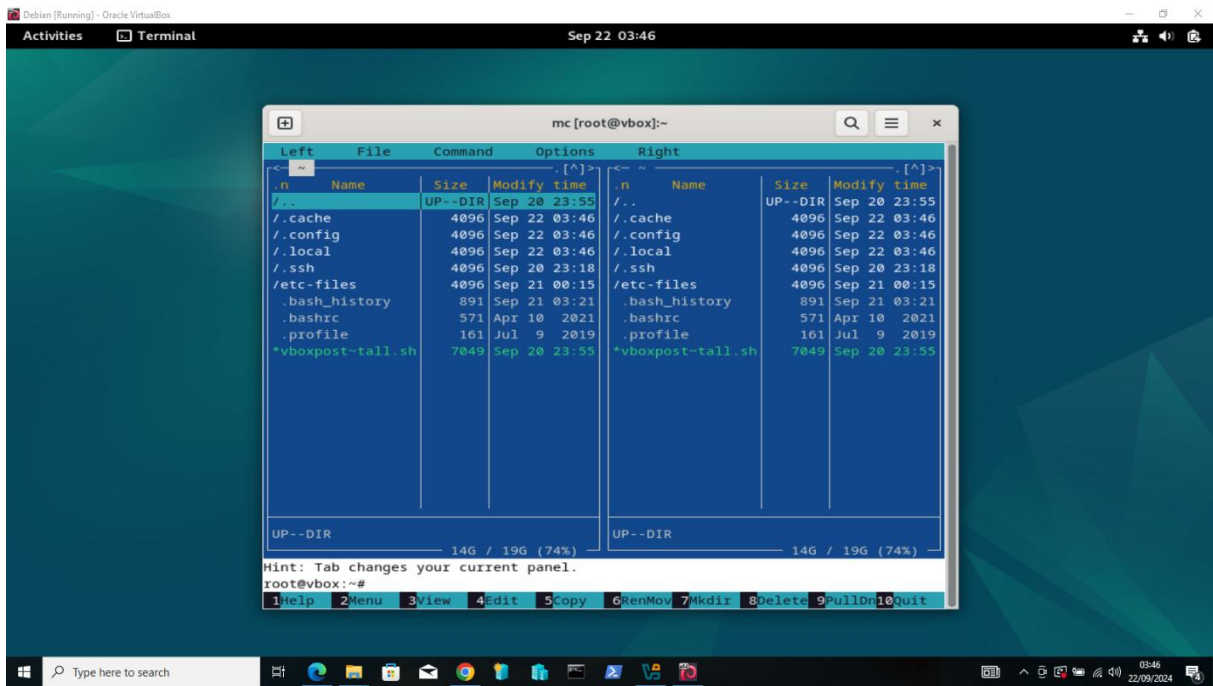 Debian [Running] - Oracle VirtualBox
Activities Terminal Sep 22 03:46
mc [root@vbox]:~
Left File Command Options Right
<- ~ .[^]> <- ~ .[^]>
.n Name Size Modify time .n Name Size Modify time
/.. UP--DIR Sep 20 23:55 /.. UP--DIR Sep 20 23:55
/.cache 4096 Sep 22 03:46 /.cache 4096 Sep 22 03:46
/.config 4096 Sep 22 03:46 /.config 4096 Sep 22 03:46
/.local 4096 Sep 22 03:46 /.local 4096 Sep 22 03:46
/.ssh 4096 Sep 20 23:18 /.ssh 4096 Sep 20 23:18
/etc-files 4096 Sep 21 00:15 /etc-files 4096 Sep 21 00:15
.bash_history 891 Sep 21 03:21 .bash_history 891 Sep 21 03:21
.bashrc 571 Apr 10 2021 .bashrc 571 Apr 10 2021
.profile 161 Jul 9 2019 .profile 161 Jul 9 2019
*vboxpost~tall.sh 7049 Sep 20 23:55 *vboxpost~tall.sh 7049 Sep 20 23:55
UP--DIR UP--DIR
14G / 19G (74%) 14G / 19G (74%)
Hint: Tab changes your current panel.
root@vbox:~#
1Help 2Menu 3View 4Edit 5Copy 6RenMov 7Mkdir 8Delete 9PullDn 10Quit
Type here to search 03:46
22/09/2024